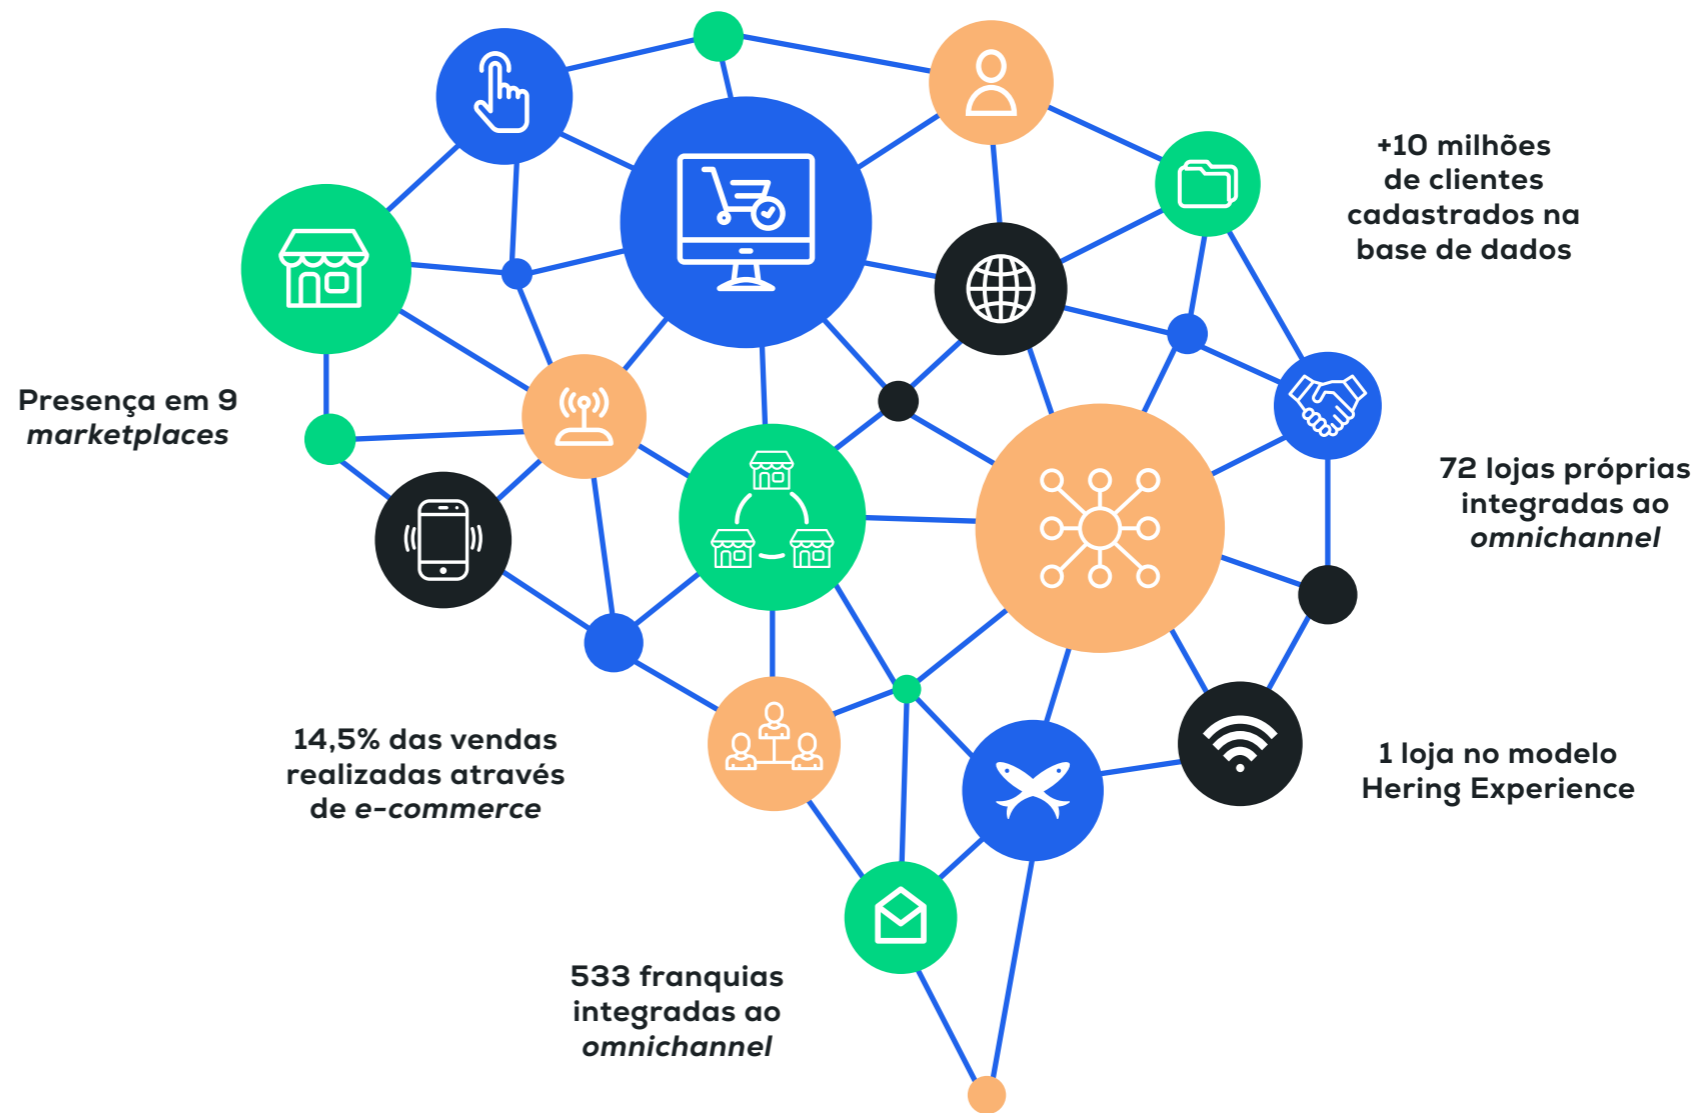 +10 milhões
de clientes
cadastrados na
base de dados
Presença em 9
marketplaces
72 lojas próprias
integradas ao
omnichannel
14,5% das vendas
realizadas através
de e-commerce
1 loja no modelo
Hering Experience
533 franquias
integradas ao
omnichannel